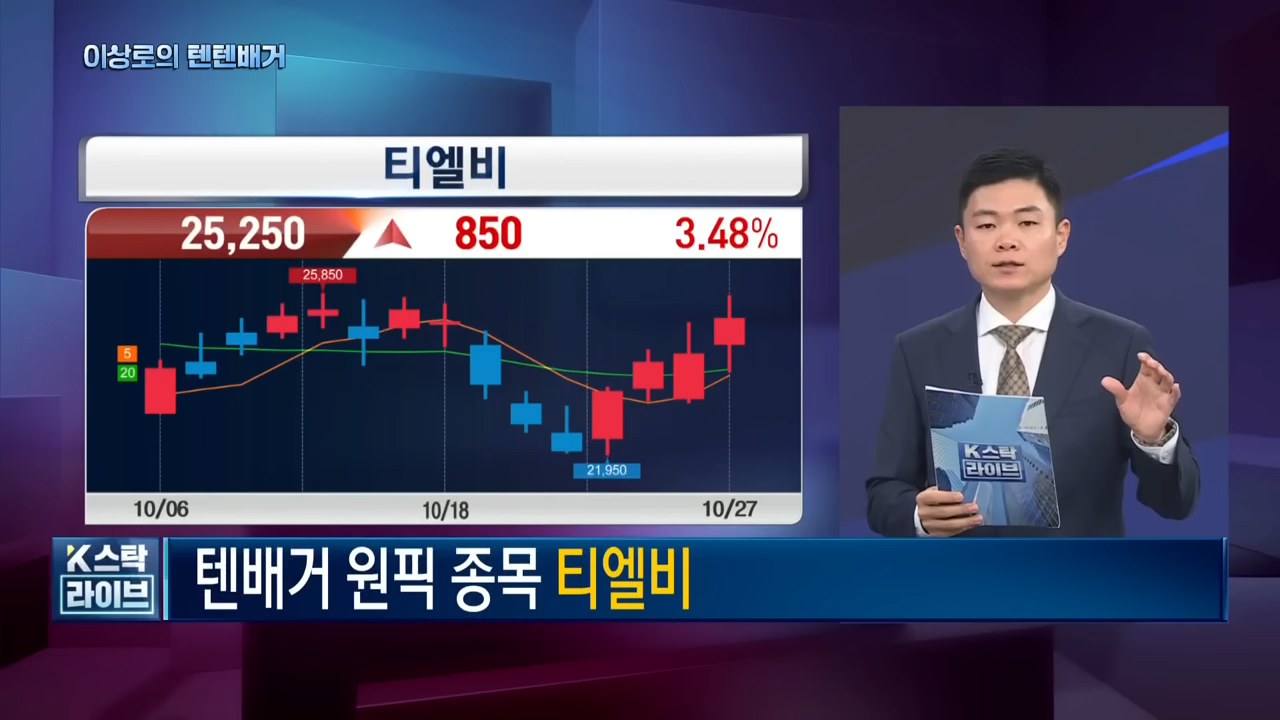 이상로의 텐텐배거
티엘비
25,250 850 3.48%
25,850
5
20
21,950
10/06 10/18 10/27
K스탁
라이브
K스탁
라이브
텐배거 원픽 종목 티엘비